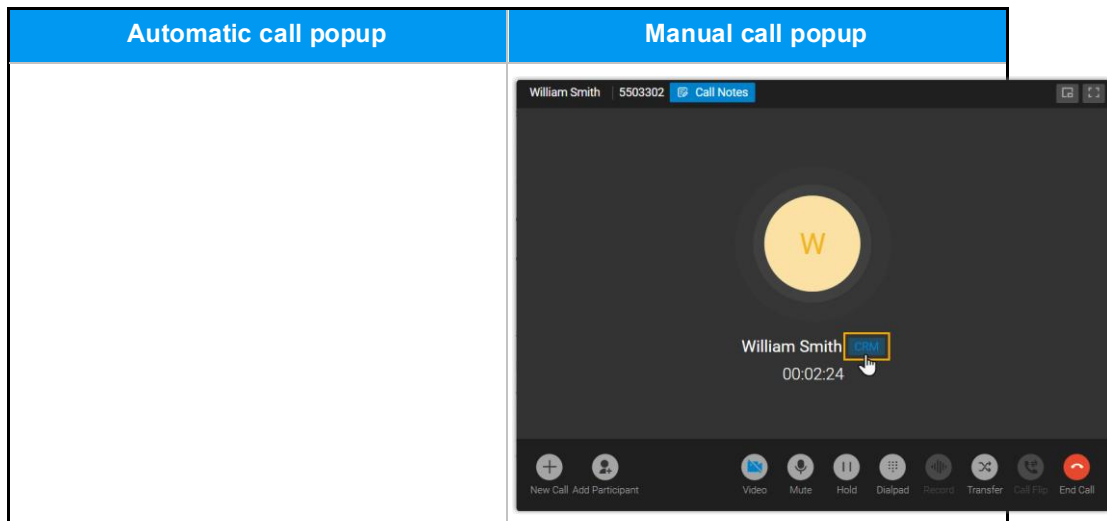 Automatic call popup
Manual call popup
William Smith 5503302 Call Notes
W
William Smith CRM
00:02:24
New Call Add Participant Video Mute Hold Dialpad Record Transfer Call Flip End Call